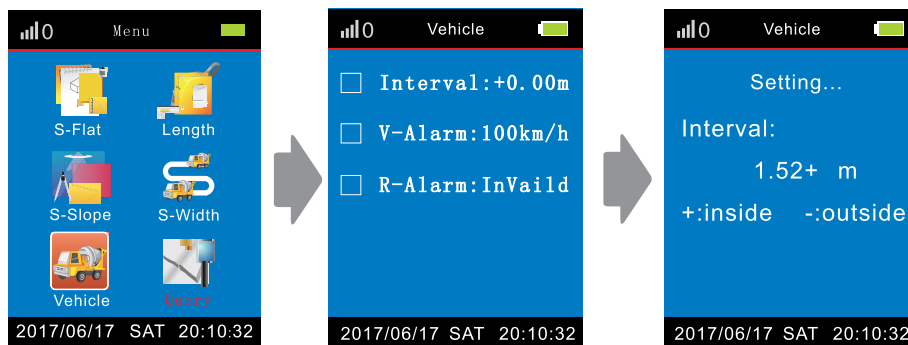 0 Menu
S-Flat Length
S-Slope S-Width
Vehicle Query
2017/06/17 SAT 20:10:32
0 Vehicle
Interval:+0.00m
V-Alarm:100km/h
R-Alarm:InVaild
2017/06/17 SAT 20:10:32
0 Vehicle
Setting...
Interval:
1.52+ m
+:inside -:outside
2017/06/17 SAT 20:10:32